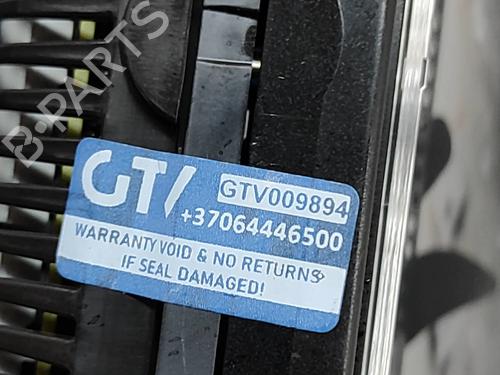 B-PARTS
GTV
GTV009894
+37064446500
WARRANTY VOID & NO RETURNS
IF SEAL DAMAGED!